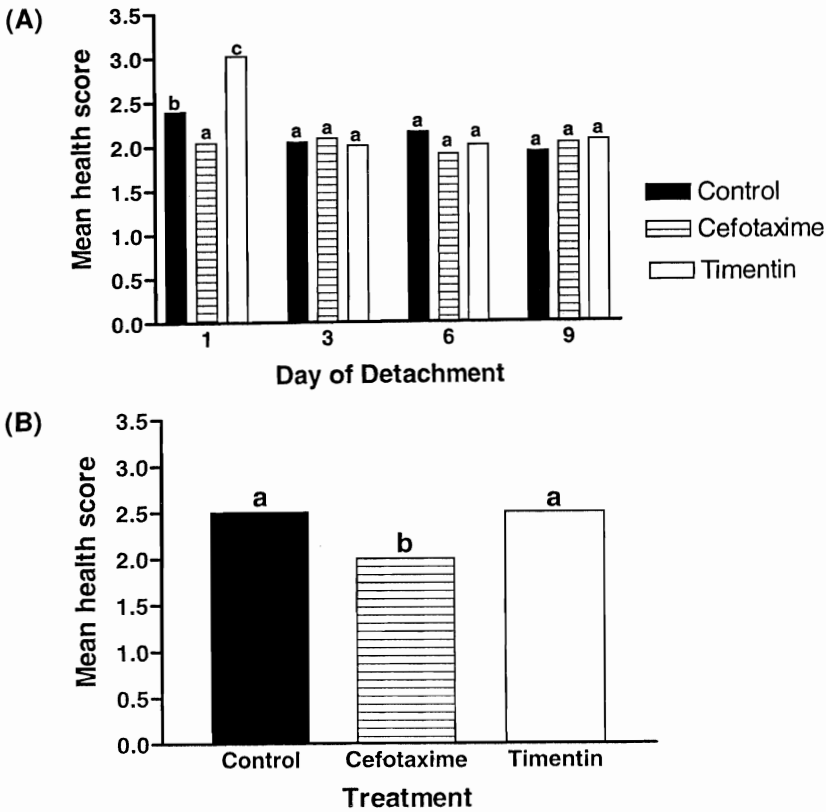 (A)
3.5
3.0
2.5
2.0
1.5
1.0
0.5
0.0
Mean health score
b a c
a a a
a a a
a a a
1 3 6 9
Day of Detachment
Control
Cefotaxime
Timentin
(B)
3.5
3.0
2.5
2.0
1.5
1.0
0.5
0.0
Mean health score
a b a
Control Cefotaxime Timentin
Treatment